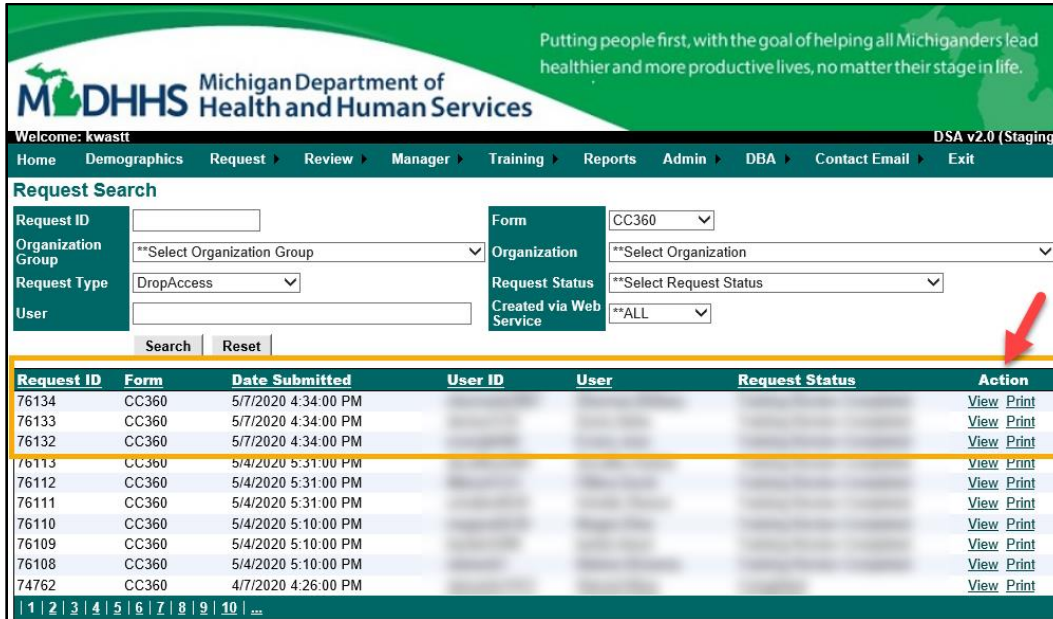 Putting people first, with the goal of helping all Michiganders lead
healthier and more productive lives, no matter their stage in life.
MDHHS Michigan Department of
Health and Human Services
Welcome: kwastt DSA v2.0 (Staging
Home Demographics Request Review Manager Training Reports Admin DBA Contact Email Exit
Request Search
Request ID Form CC360
Organization Group **Select Organization Group Organization **Select Organization
Request Type DropAccess Request Status **Select Request Status
User Created via Web Service **ALL
Search Reset
Request ID Form Date Submitted User ID User Request Status Action
76134 CC360 5/7/2020 4:34:00 PM View Print
76133 CC360 5/7/2020 4:34:00 PM View Print
76132 CC360 5/7/2020 4:34:00 PM View Print
76113 CC360 5/4/2020 5:31:00 PM View Print
76112 CC360 5/4/2020 5:31:00 PM View Print
76111 CC360 5/4/2020 5:31:00 PM View Print
76110 CC360 5/4/2020 5:10:00 PM View Print
76109 CC360 5/4/2020 5:10:00 PM View Print
76108 CC360 5/4/2020 5:10:00 PM View Print
74762 CC360 4/7/2020 4:26:00 PM View Print
| 1 | 2 | 3 | 4 | 5 | 6 | 7 | 8 | 9 | 10 | ...